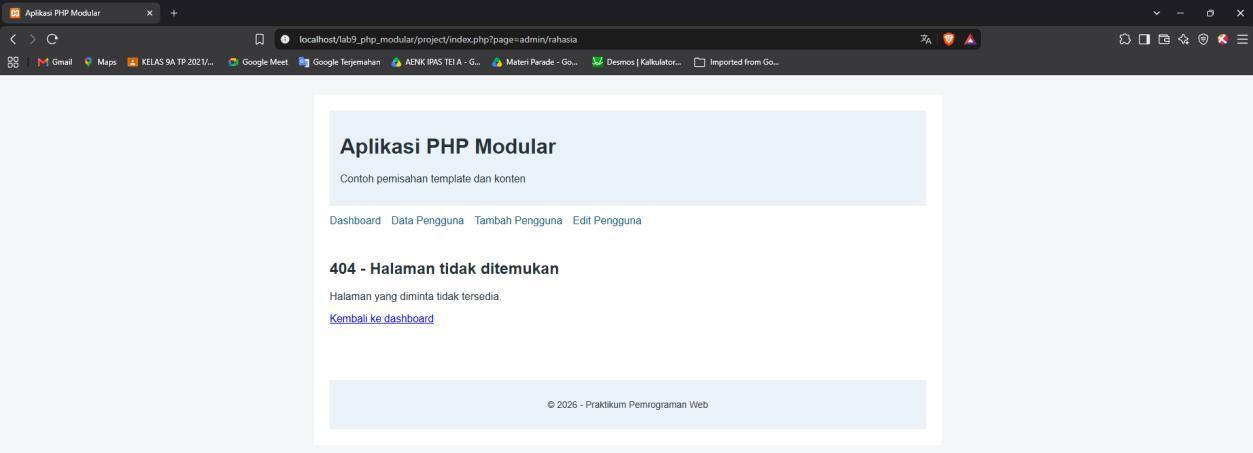 Aplikasi PHP Modular
localhost/lab9_php_modular/project/index.php?page=admin/rahasia
Gmail Maps KELAS 9A TP 2021/... Google Meet Google Terjemahan AENK IPAS TEI A - G... Materi Parade - Go... Desmos | Kalkulator... Imported from Go...
Aplikasi PHP Modular
Contoh pemisahan template dan konten
Dashboard Data Pengguna Tambah Pengguna Edit Pengguna
404 - Halaman tidak ditemukan
Halaman yang diminta tidak tersedia.
Kembali ke dashboard
© 2026 - Praktikum Pemrograman Web